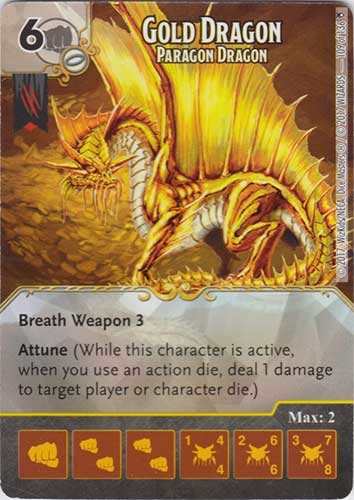 6
GOLD DRAGON
PARAGON DRAGON
Breath Weapon 3
Attune (While this character is active,
when you use an action die, deal 1 damage
to target player or character die.)
Max: 2
1 4 4
2 6 6
3 7 8